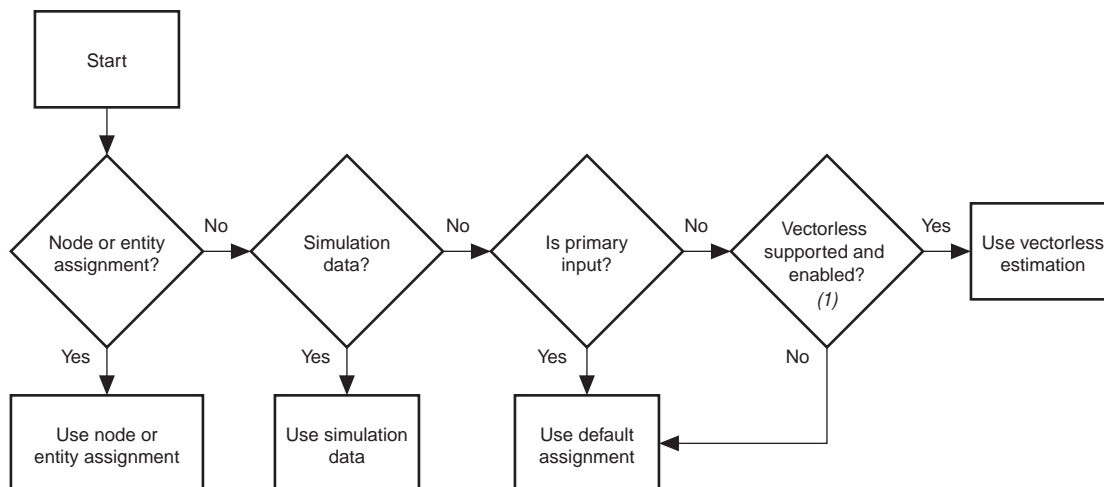 Start
Node or entity
assignment?
No
Simulation
data?
No
Is primary
input?
No
Vectorless
supported and
enabled?
(1)
Yes
Use vectorless
estimation
Yes
Yes
Yes
No
Use node or
entity assignment
Use simulation
data
Use default
assignment